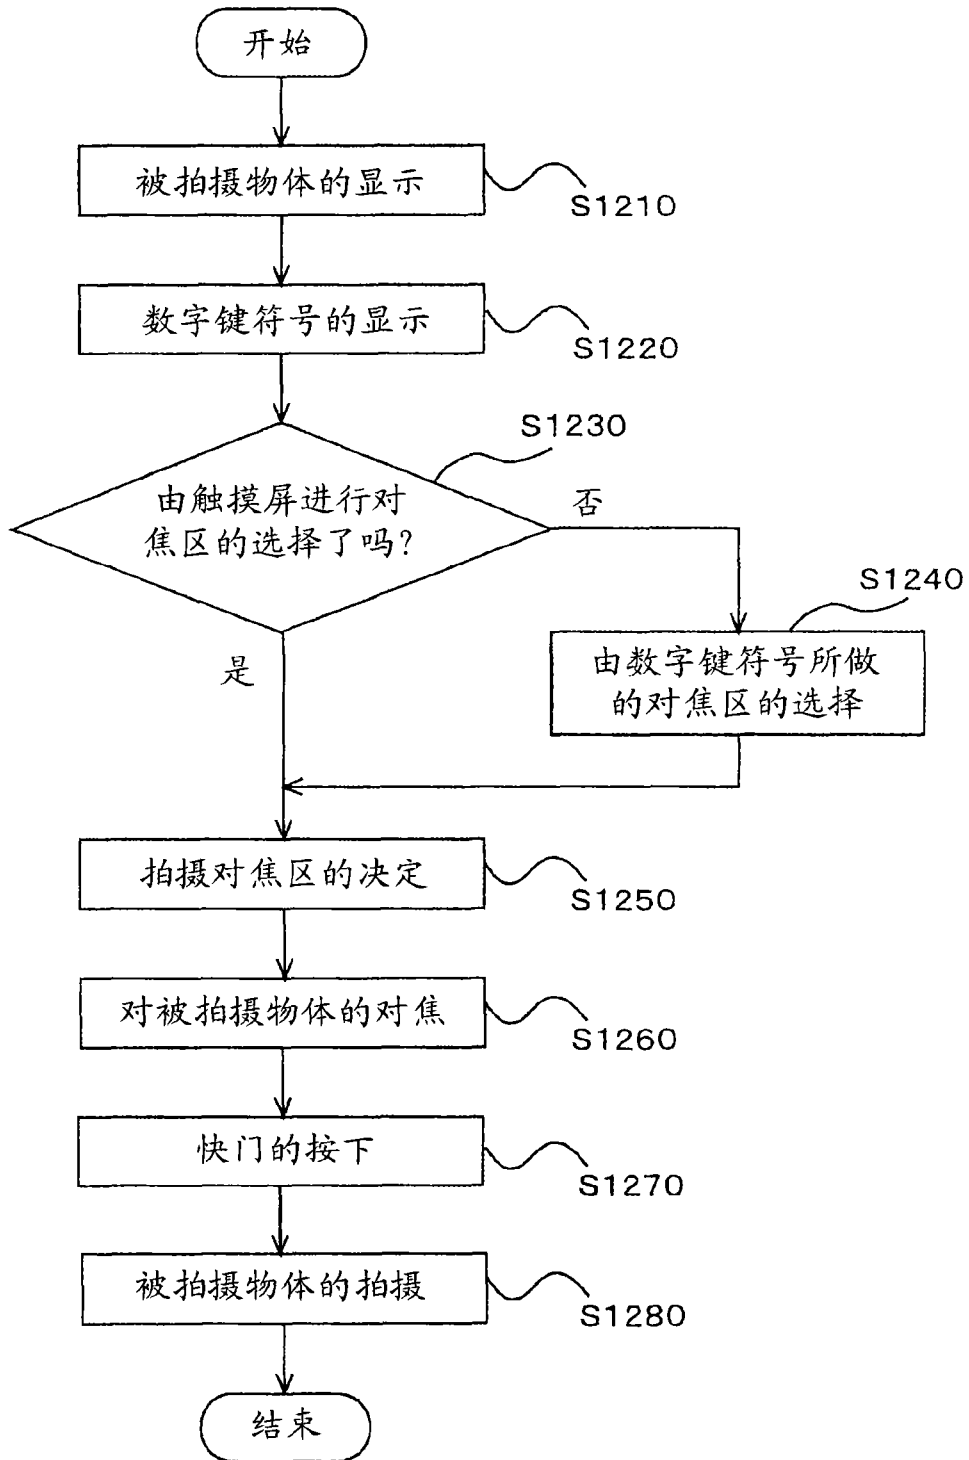 开始
被拍摄物体的显示
S1210
数字键符号的显示
S1220
S1230
由触摸屏进行对
焦区的选择了吗?
否
S1240
由数字键符号所做
的对焦区的选择
是
拍摄对焦区的决定
S1250
对被拍摄物体的对焦
S1260
快门的按下
S1270
被拍摄物体的拍摄
S1280
结束